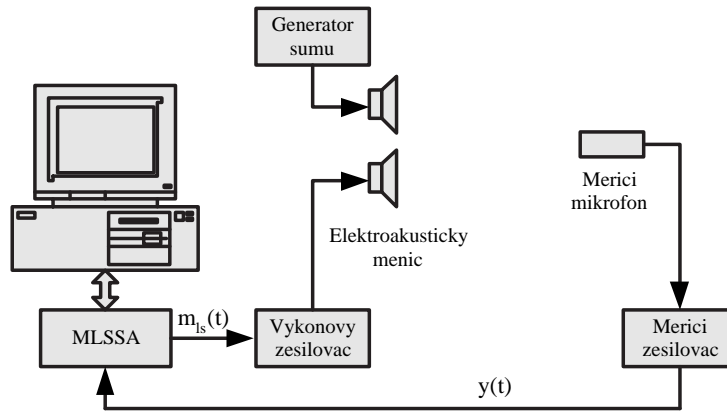 Generator
sumu
Merici
mikrofon
Elektroakusticky
menic
MLSSA
m_ls(t)
Vykonovy
zesilovac
Merici
zesilovac
y(t)